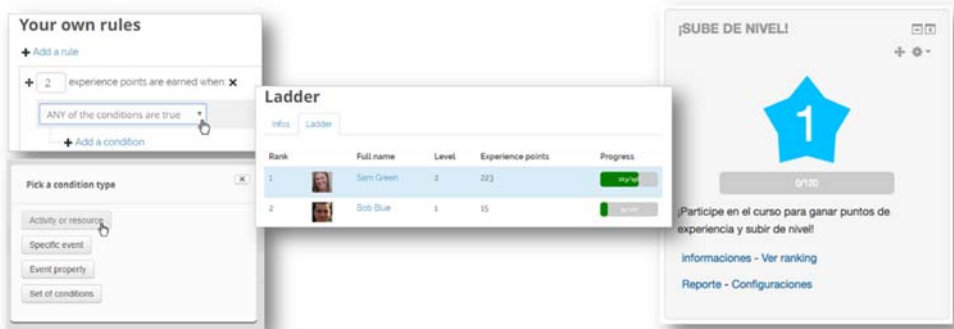 Your own rules
Add a rule
2 experience points are earned when
ANY of the conditions are true
Add a condition
Pick a condition type
Activity or resource
Specific event
Event property
Set of conditions
Ladder
Infos Ladder
Rank Full name Level Experience points Progress
1 Sam Green 2 223
2 Bob Blue 1 15
¡SUBE DE NIVEL!
1
0/120
¡Participe en el curso para ganar puntos de
experiencia y subir de nivel!
informaciones - Ver ranking
Reporte - Configuraciones